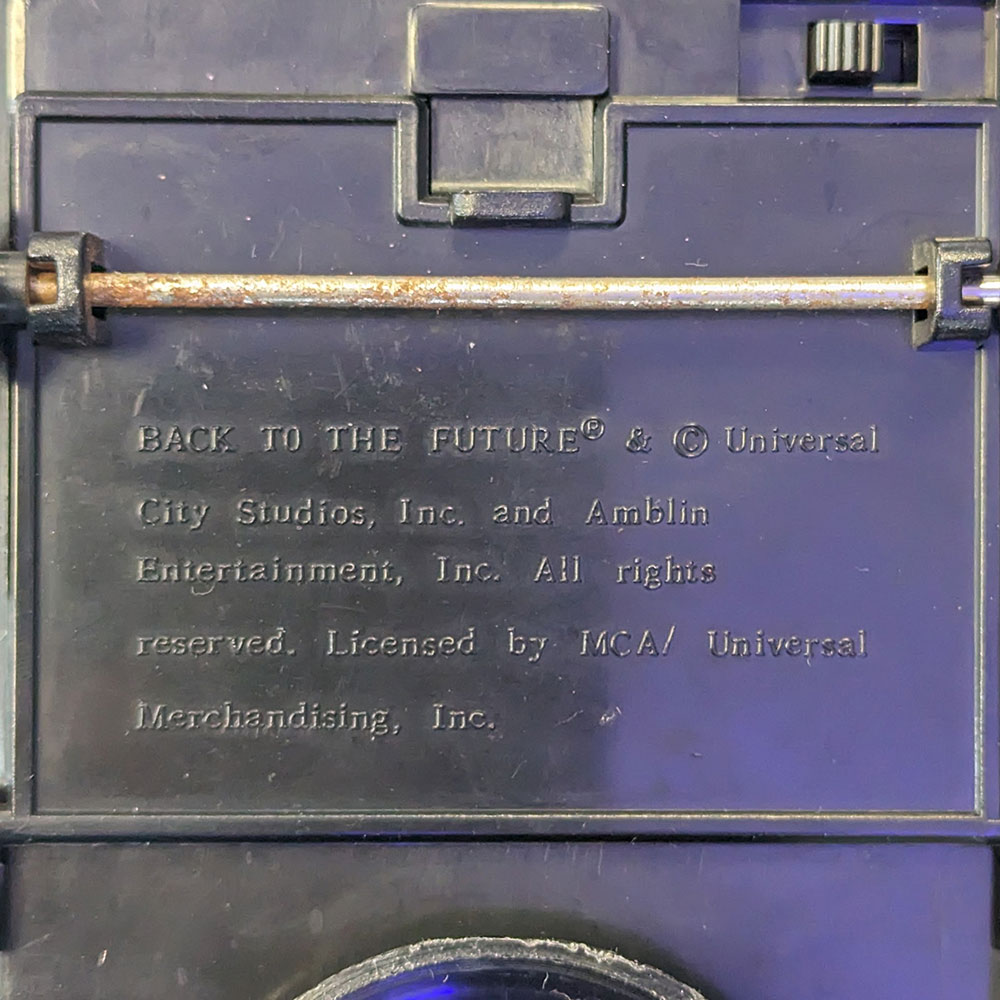 BACK TO THE FUTURE® & © Universal
City Studios, Inc. and Amblin
Entertainment, Inc. All rights
reserved. Licensed by MCA/ Universal
Merchandising, Inc.